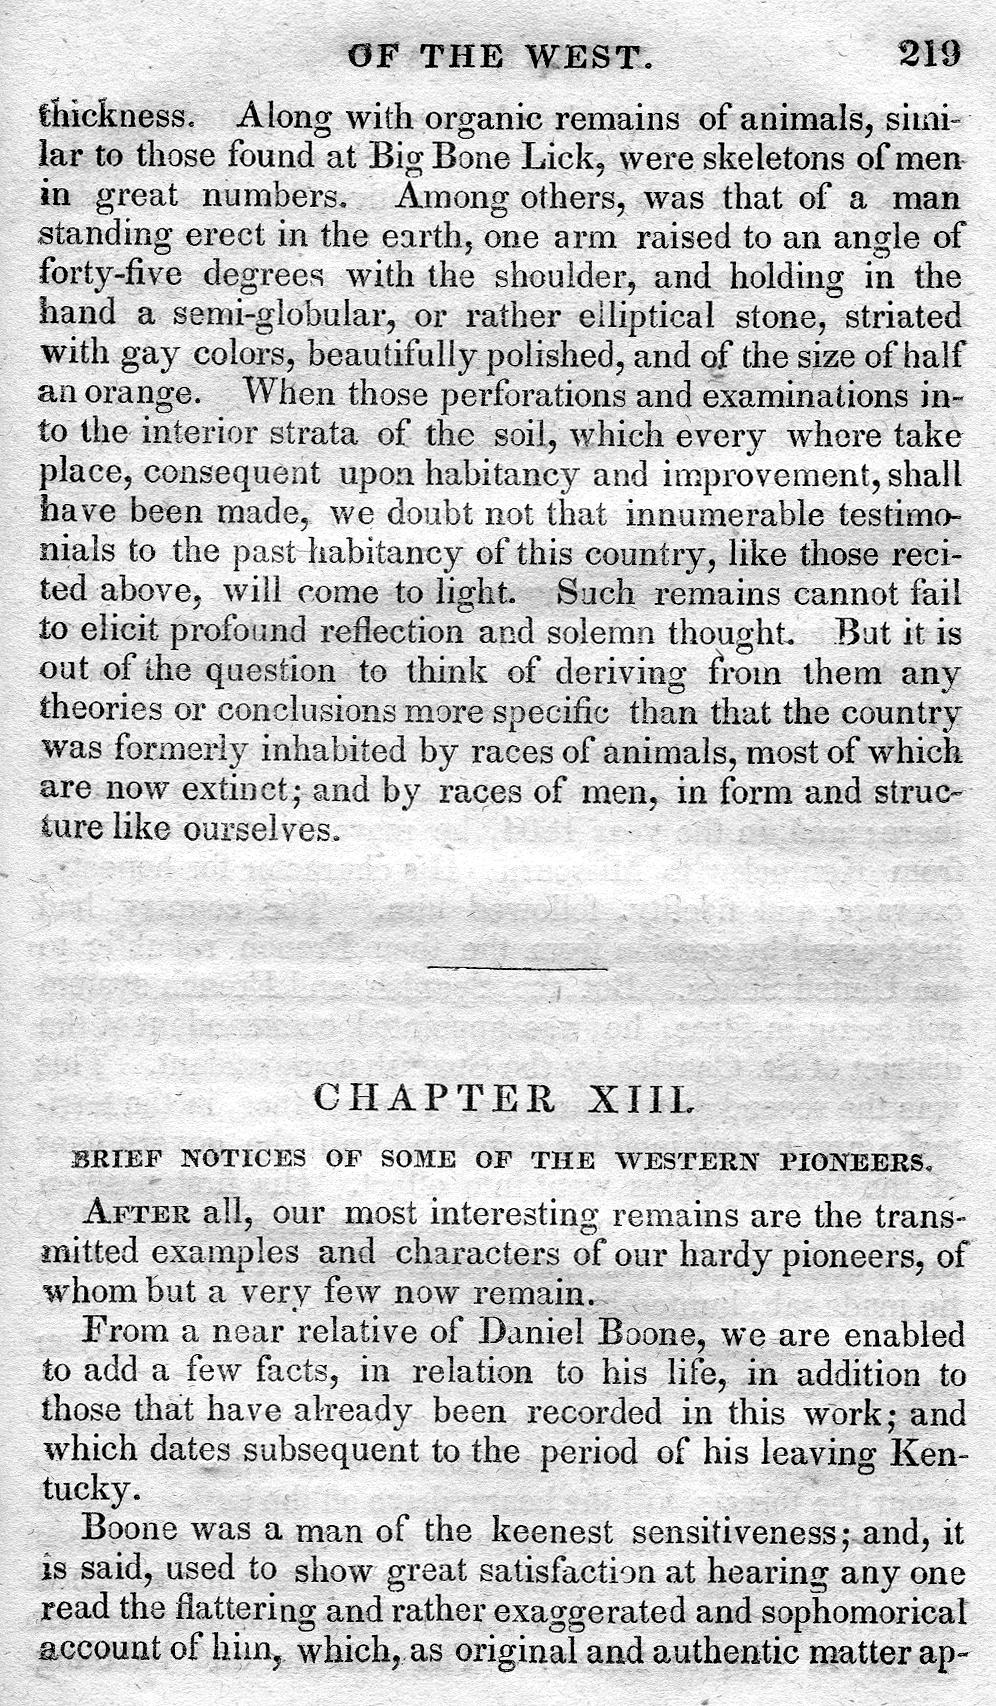 OF THE WEST. 219
thickness. Along with organic remains of animals, simi-
lar to those found at Big Bone Lick, were skeletons of men
in great numbers. Among others, was that of a man
standing erect in the earth, one arm raised to an angle of
forty-five degrees with the shoulder, and holding in the
hand a semi-globular, or rather elliptical stone, striated
with gay colors, beautifully polished, and of the size of half
an orange. When those perforations and examinations in-
to the interior strata of the soil, which every where take
place, consequent upon habitancy and improvement, shall
have been made, we doubt not that innumerable testimo-
nials to the past habitancy of this country, like those reci-
ted above, will come to light. Such remains cannot fail
to elicit profound reflection and solemn thought. But it is
out of the question to think of deriving from them any
theories or conclusions more specific than that the country
was formerly inhabited by races of animals, most of which
are now extinct; and by races of men, in form and struc-
ture like ourselves.
CHAPTER XIII.
BRIEF NOTICES OF SOME OF THE WESTERN PIONEERS.
AFTER all, our most interesting remains are the trans-
mitted examples and characters of our hardy pioneers, of
whom but a very few now remain.
From a near relative of Daniel Boone, we are enabled
to add a few facts, in relation to his life, in addition to
those that have already been recorded in this work; and
which dates subsequent to the period of his leaving Ken-
tucky.
Boone was a man of the keenest sensitiveness; and, it
is said, used to show great satisfaction at hearing any one
read the flattering and rather exaggerated and sophomorical
account of him, which, as original and authentic matter ap-